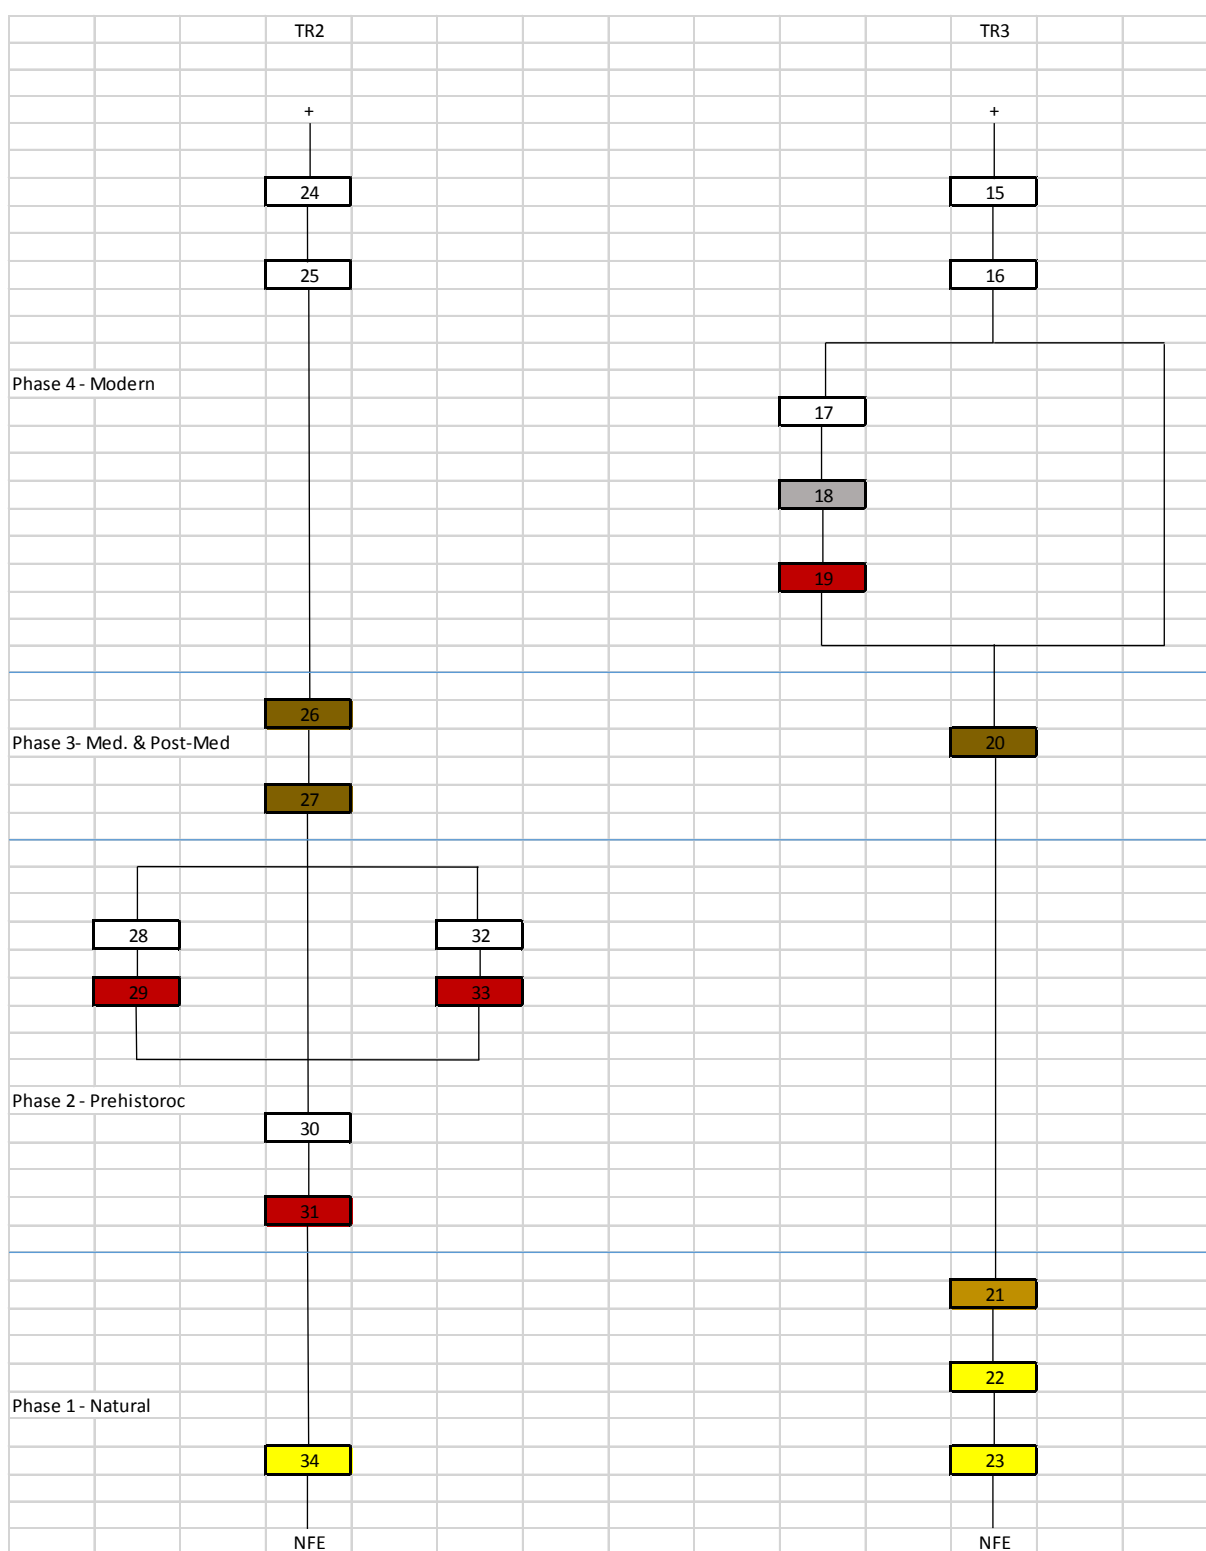 TR2 TR3
+ +
24 15
25 16
Phase 4 - Modern
17
18
19
26
Phase 3- Med. & Post-Med 20
27
28 32
29 33
Phase 2 - Prehistoroc
30
31
21
22
Phase 1 - Natural
34 23
NFE NFE